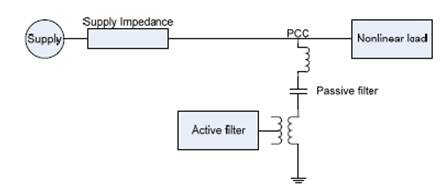 Supply Impedance
Supply
PCC
Nonlinear load
Passive filter
Active filter